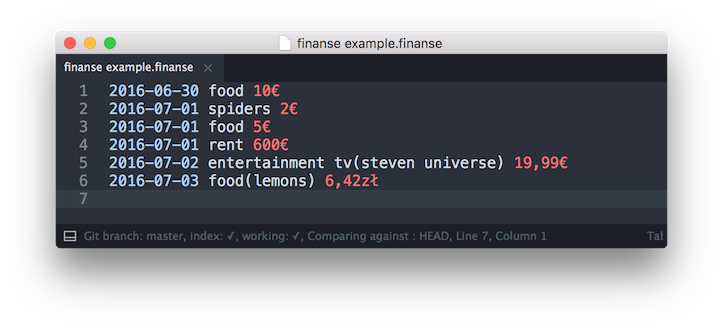 finanse example.finanse
finanse example.finanse ×
1 2016-06-30 food 10€
2 2016-07-01 spiders 2€
3 2016-07-01 food 5€
4 2016-07-01 rent 600€
5 2016-07-02 entertainment tv(steven universe) 19,99€
6 2016-07-03 food(lemons) 6,42zł
7
Git branch: master, index: ✓, working: ✓, Comparing against : HEAD, Line 7, Column 1